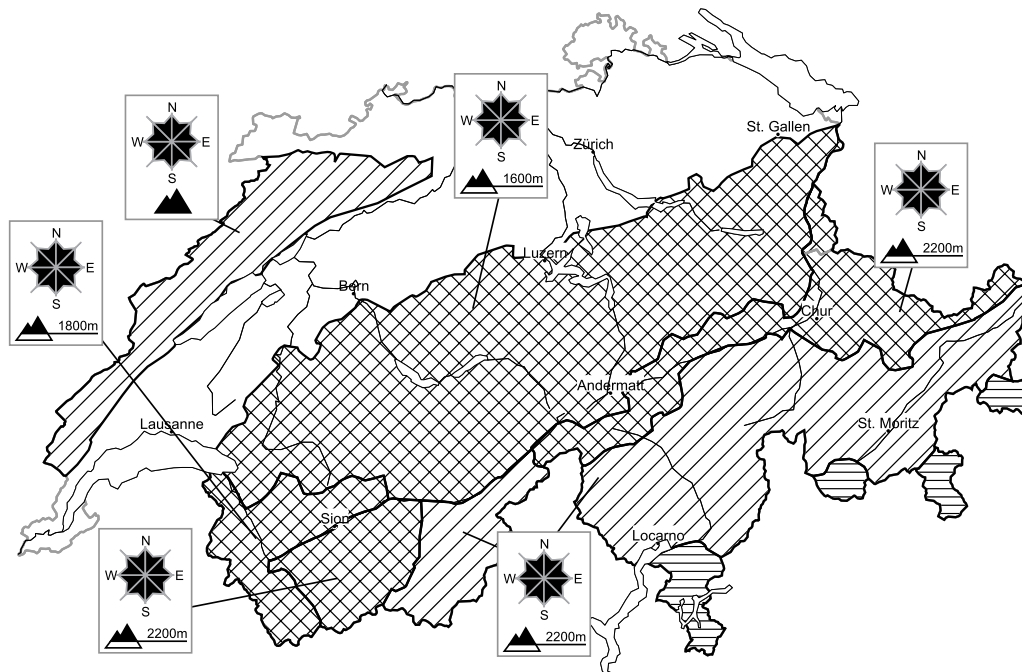 N
W E
S
N
W E
S
1600m
St. Gallen
Zürich
N
W E
S
2200m
N
W E
S
1800m
Luzern
Bern
Chur
Andermatt
Lausanne
St. Moritz
Sion
Locarno
N
W E
S
2200m
N
W E
S
2200m